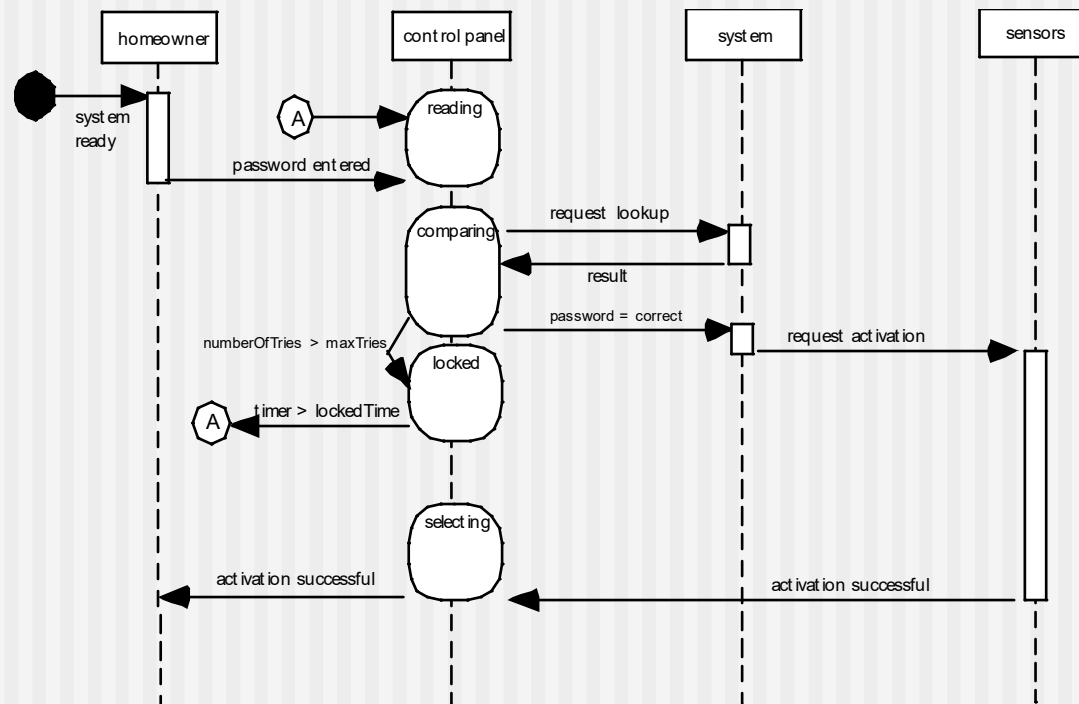 homeowner
control panel
system
sensors
system
ready
A
reading
password entered
comparing
request lookup
result
password = correct
request activation
numberOfTries > maxTries
locked
A
timer > lockedTime
selecting
activation successful
activation successful